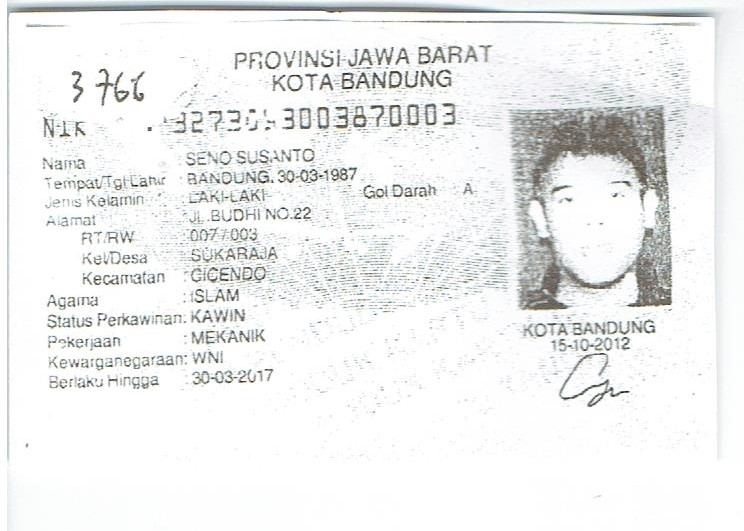 PROVINSI JAWA BARAT
KOTA BANDUNG
3766
NIK
Nama : SENO SUSANTO
Tempat/Tgl Lahir : BANDUNG, 30-03-1987
Jenis Kelamin : LAKI-LAKI Gol Darah : A
Alamat : JL. BUDHI NO.22
RT/RW : 007/003
Kel/Desa : SUKARAJA
Kecamatan : CICENDO
Agama : ISLAM
Status Perkawinan: KAWIN
Pekerjaan : MEKANIK
Kewarganegaraan: WNI
Berlaku Hingga : 30-03-2017
KOTA BANDUNG
15-10-2012